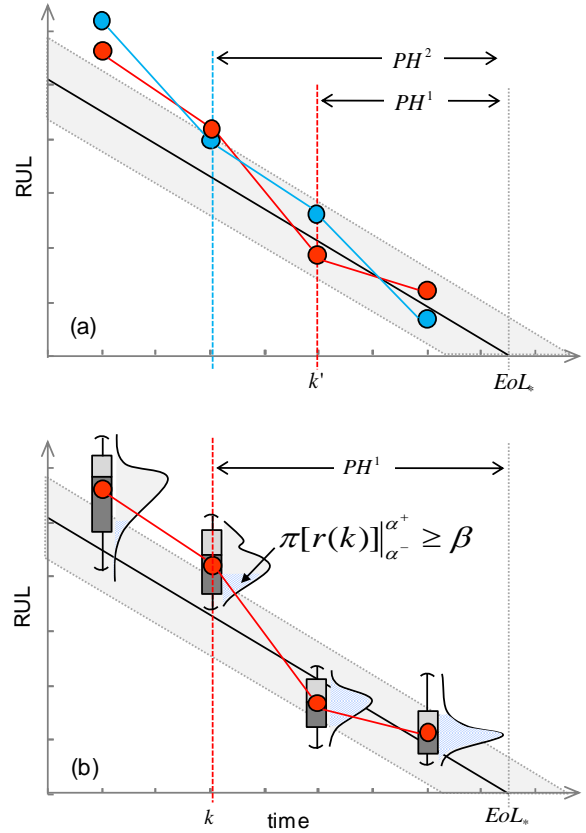 PH²
PH¹
RUL
(a)
k'
EoL*
PH¹
π[r(k)]|α⁺α⁻ ≥ β
RUL
(b)
k
time
EoL*